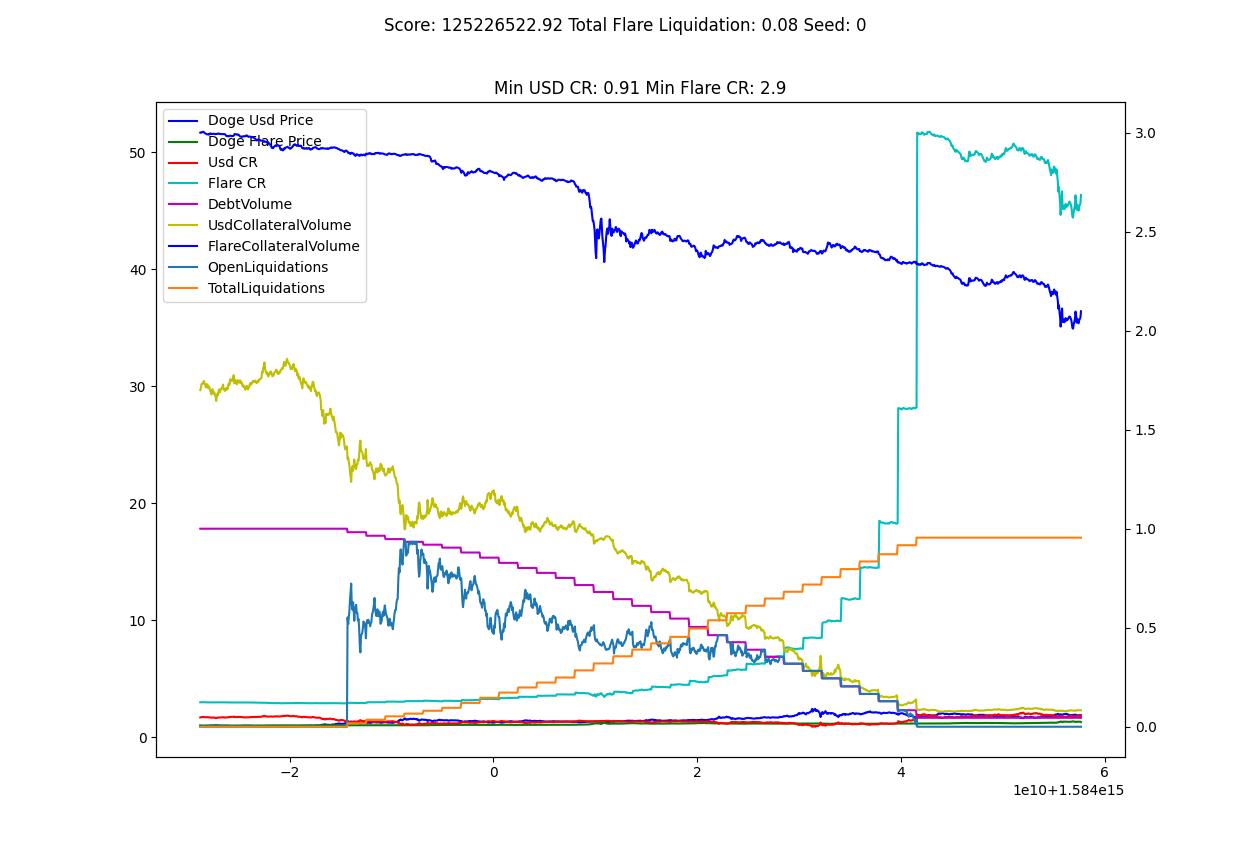 Score: 125226522.92 Total Flare Liquidation: 0.08 Seed: 0
Min USD CR: 0.91 Min Flare CR: 2.9
Doge Usd Price
Doge Flare Price
Usd CR
Flare CR
DebtVolume
UsdCollateralVolume
FlareCollateralVolume
OpenLiquidations
TotalLiquidations
50
40
30
20
10
0
3.0
2.5
2.0
1.5
1.0
0.5
0.0
−2
0
2
4
6
1e10+1.584e15